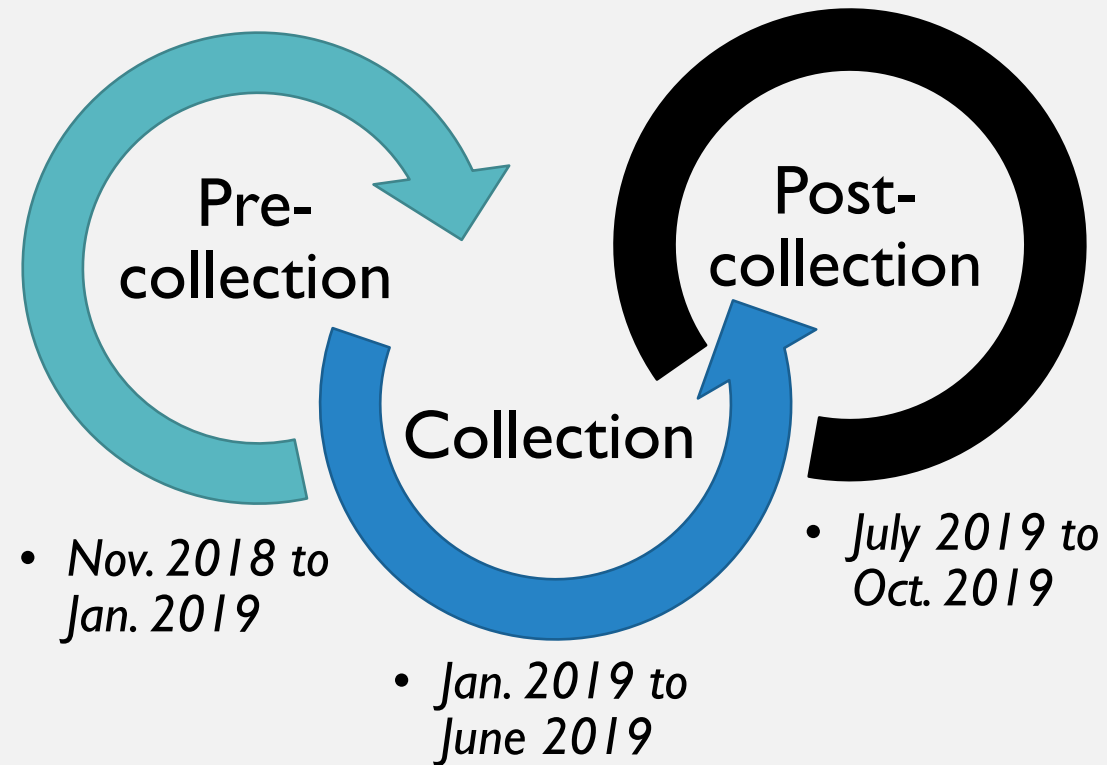 Pre-
collection
• Nov. 2018 to
Jan. 2019
Collection
• Jan. 2019 to
June 2019
Post-
collection
• July 2019 to
Oct. 2019